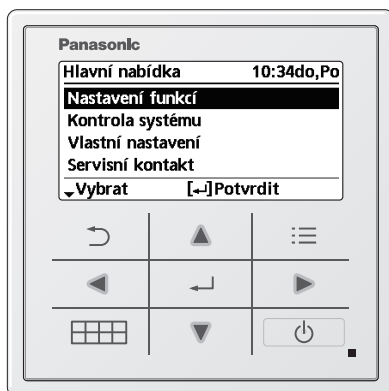 Panasonic
Hlavní nabídka 10:34do,Po
Nastavení funkcí
Kontrola systému
Vlastní nastavení
Servisní kontakt
Vybrat [↵]Potvrdit